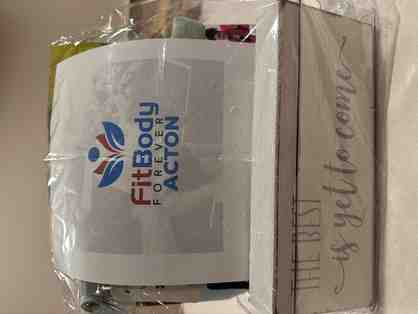 FitBody
FOREVER
ACTON
THE BEST
is yet to come